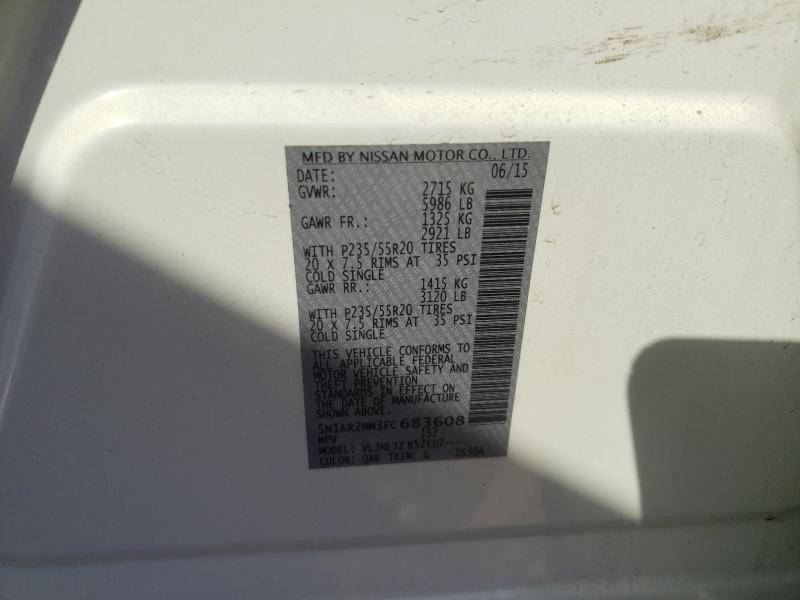 MFD BY NISSAN MOTOR CO., LTD.
DATE: 06/15
GVWR: 2715 KG
5986 LB
GAWR FR.: 1325 KG
2921 LB
WITH P235/55R20 TIRES
20 X 7.5 RIMS AT 35 PSI
COLD SINGLE
GAWR RR.: 1415 KG
3120 LB
WITH P235/55R20 TIRES
20 X 7.5 RIMS AT 35 PSI
COLD SINGLE
THIS VEHICLE CONFORMS TO
ALL APPLICABLE FEDERAL
MOTOR VEHICLE SAFETY AND
THEFT PREVENTION
STANDARDS IN EFFECT ON
THE DATE OF MANUFACTURE
SHOWN ABOVE.
5N1AR2MM3FC683608
MPV 152
MODEL: VLJNLJZ R52EU7---
COLOR: QAB TRIM: G 2S30A